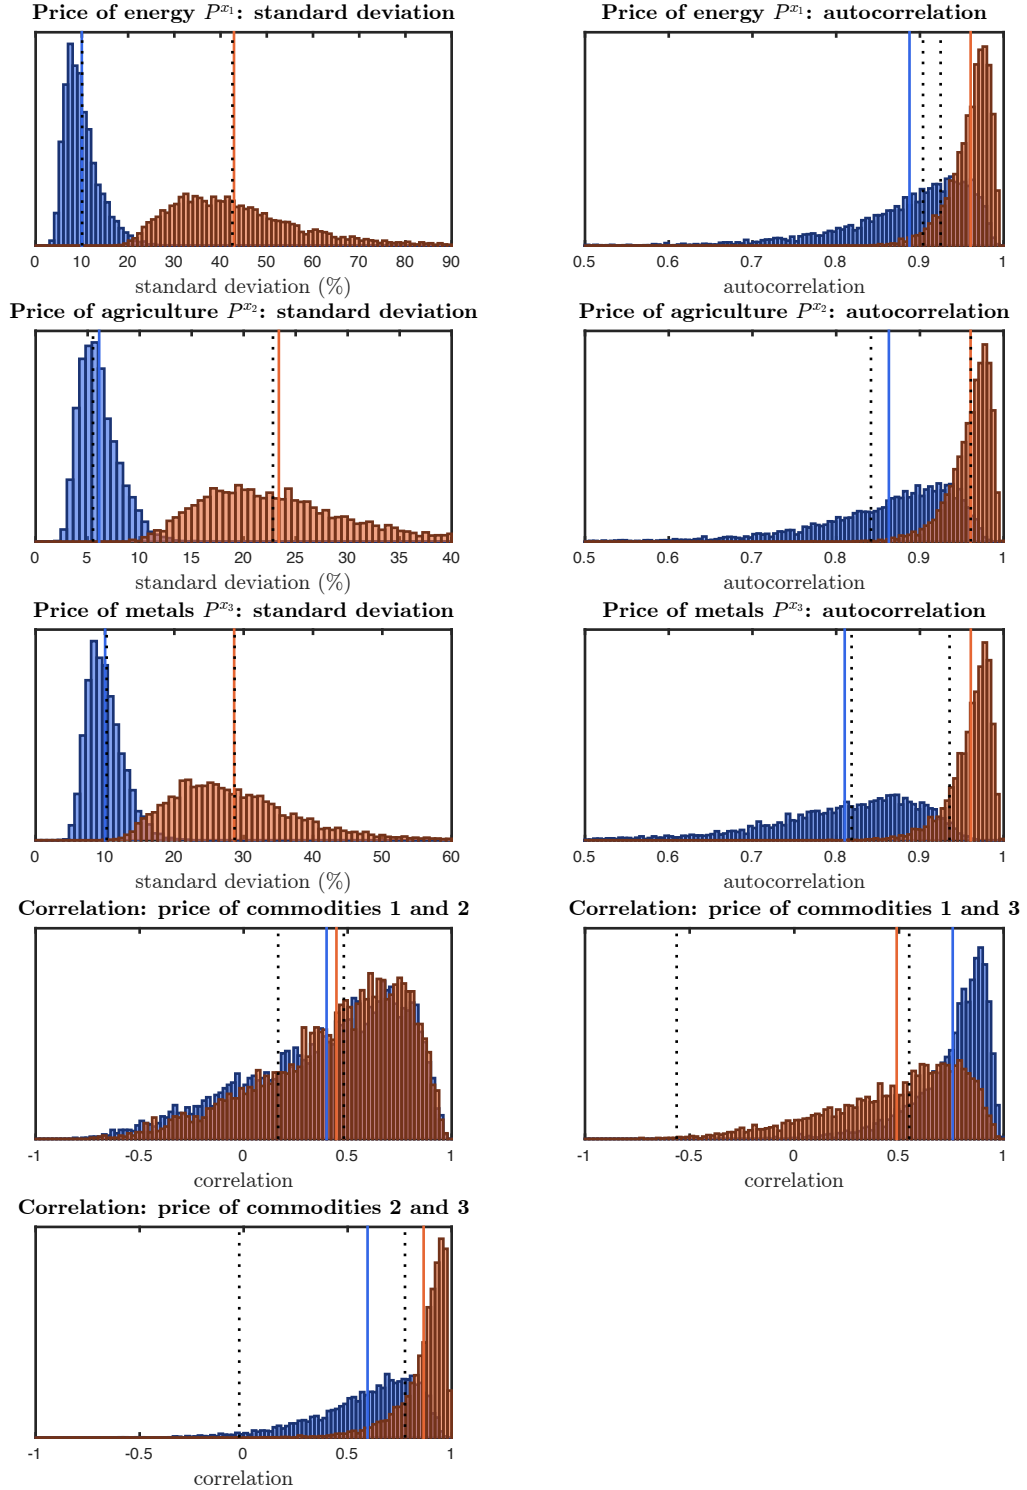 Price of energy P^{x_1}: standard deviation
0 10 20 30 40 50 60 70 80 90
standard deviation (%)
Price of energy P^{x_1}: autocorrelation
0.5 0.6 0.7 0.8 0.9 1
autocorrelation
Price of agriculture P^{x_2}: standard deviation
0 5 10 15 20 25 30 35 40
standard deviation (%)
Price of agriculture P^{x_2}: autocorrelation
0.5 0.6 0.7 0.8 0.9 1
autocorrelation
Price of metals P^{x_3}: standard deviation
0 10 20 30 40 50 60
standard deviation (%)
Price of metals P^{x_3}: autocorrelation
0.5 0.6 0.7 0.8 0.9 1
autocorrelation
Correlation: price of commodities 1 and 2
-1 -0.5 0 0.5 1
correlation
Correlation: price of commodities 1 and 3
-1 -0.5 0 0.5 1
correlation
Correlation: price of commodities 2 and 3
-1 -0.5 0 0.5 1
correlation